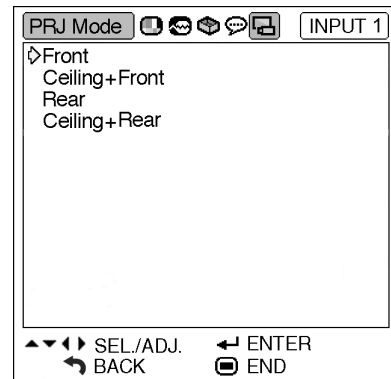 PRJ Mode INPUT 1
Front
Ceiling+Front
Rear
Ceiling+Rear
SEL./ADJ. ENTER
BACK END